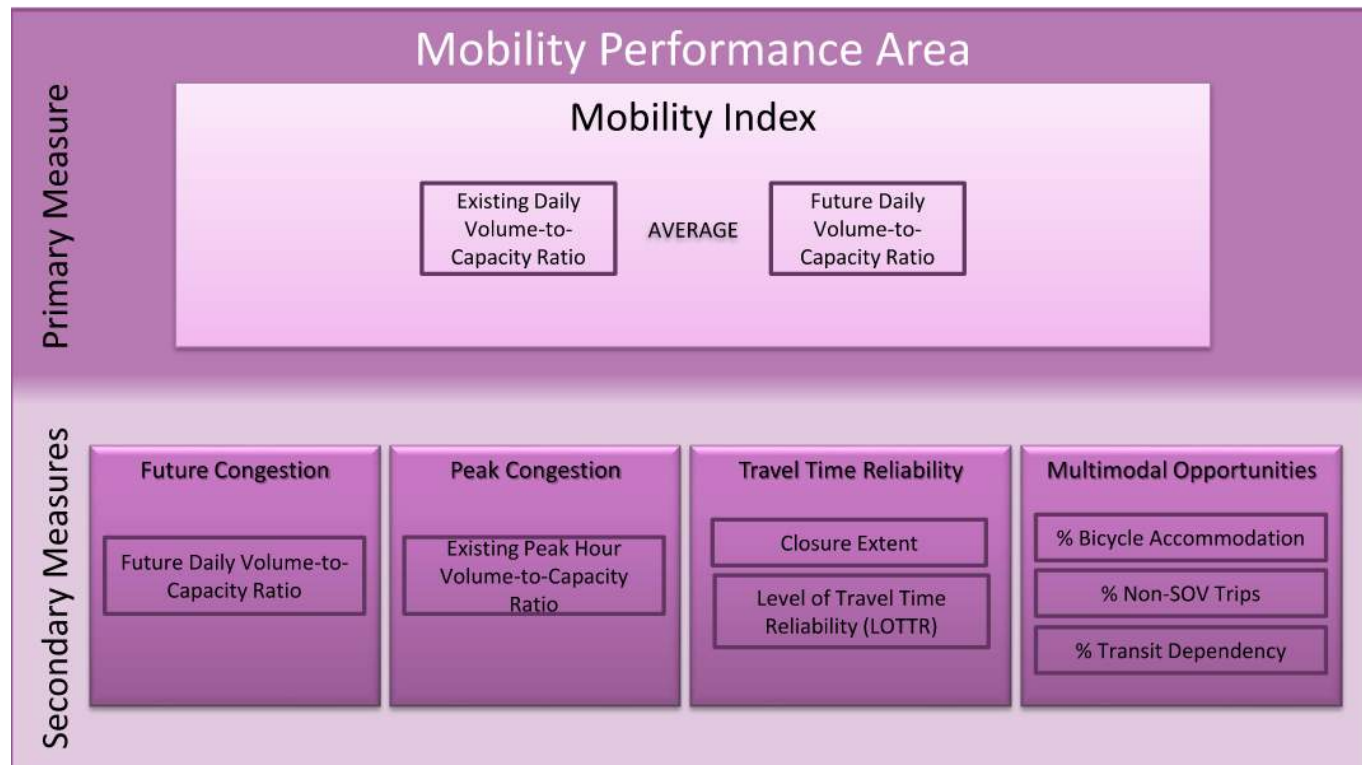 Mobility Performance Area
Primary Measure
Mobility Index
Existing Daily
Volume-to-
Capacity Ratio
AVERAGE
Future Daily
Volume-to-
Capacity Ratio
Secondary Measures
Future Congestion
Future Daily Volume-to-
Capacity Ratio
Peak Congestion
Existing Peak Hour
Volume-to-Capacity
Ratio
Travel Time Reliability
Closure Extent
Level of Travel Time
Reliability (LOTTR)
Multimodal Opportunities
% Bicycle Accommodation
% Non-SOV Trips
% Transit Dependency